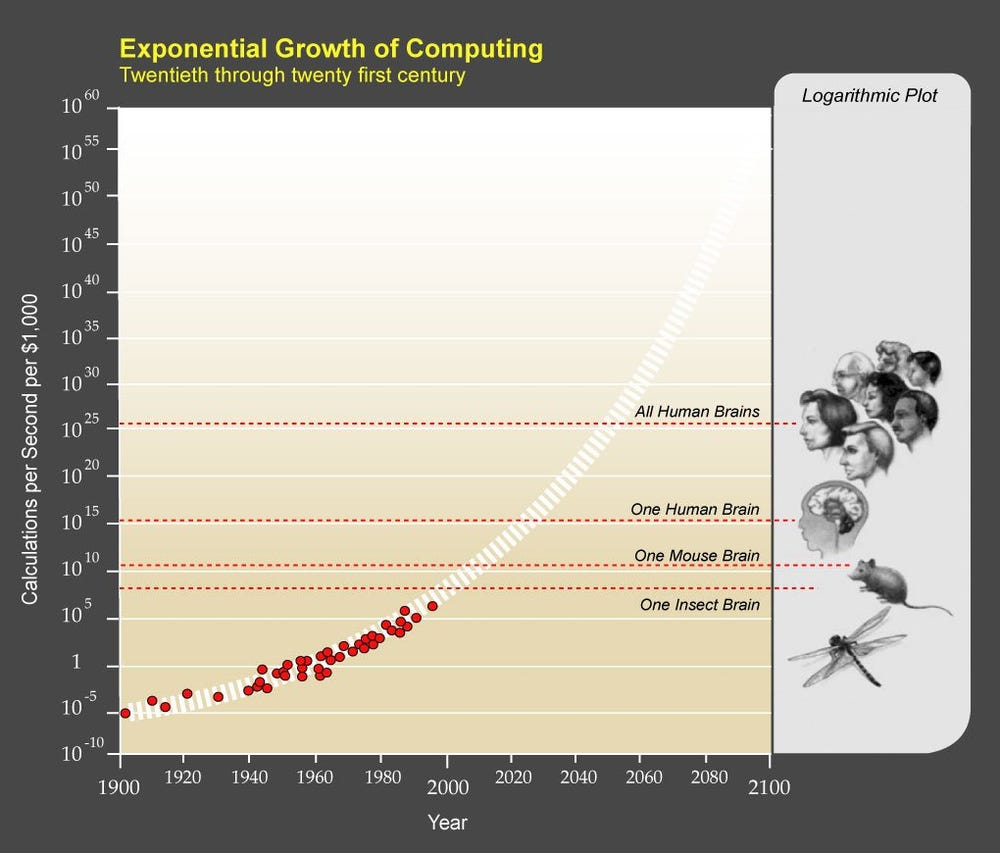 Exponential Growth of Computing
Twentieth through twenty first century
Logarithmic Plot
10^60
10^55
10^50
10^45
10^40
10^35
10^30
10^25
10^20
10^15
10^10
10^5
1
10^-5
10^-10
Calculations per Second per $1,000
All Human Brains
One Human Brain
One Mouse Brain
One Insect Brain
1900
1920
1940
1960
1980
2000
2020
2040
2060
2080
2100
Year